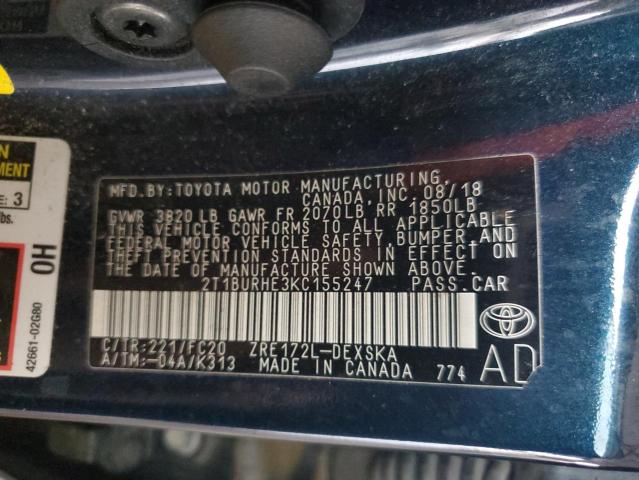 MFD.BY:TOYOTA MOTOR MANUFACTURING,
CANADA, INC. 08/18
GVWR 3820 LB GAWR FR 2070LB RR 1850LB
THIS VEHICLE CONFORMS TO ALL APPLICABLE
FEDERAL MOTOR VEHICLE SAFETY, BUMPER, AND
THEFT PREVENTION STANDARDS IN EFFECT ON
THE DATE OF MANUFACTURE SHOWN ABOVE.
2T1BURHE3KC155247 PASS.CAR
C/TR:221/FC20 ZRE172L-DEXSKA
A/TM:-04A/K313 MADE IN CANADA 774
AD
3
lbs.
0H
42661-02G80